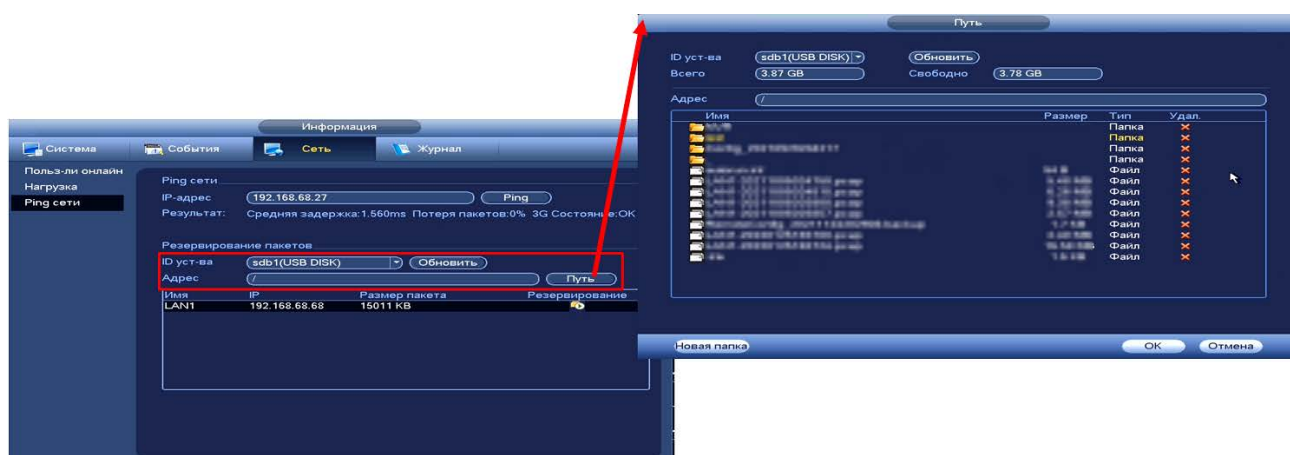 Информация
Система События Сеть Журнал
Польз-ли онлайн
Нагрузка
Ping сети
Ping сети
IP-адрес 192.168.68.27 Ping
Результат: Средняя задержка:1.560ms Потеря пакетов:0% 3G Состояние:OK
Резервирование пакетов
ID уст-ва sdb1(USB DISK) Обновить
Адрес / Путь
Имя IP Размер пакета Резервирование
LAN1 192.168.68.68 15011 KB
Путь
ID уст-ва sdb1(USB DISK) Обновить
Всего 3.87 GB Свободно 3.78 GB
Адрес /
Имя Размер Тип Удал.
Папка
Папка
Папка
Папка
Файл
Файл
Файл
Файл
Файл
Файл
Файл
Файл
Файл
Новая папка OK Отмена